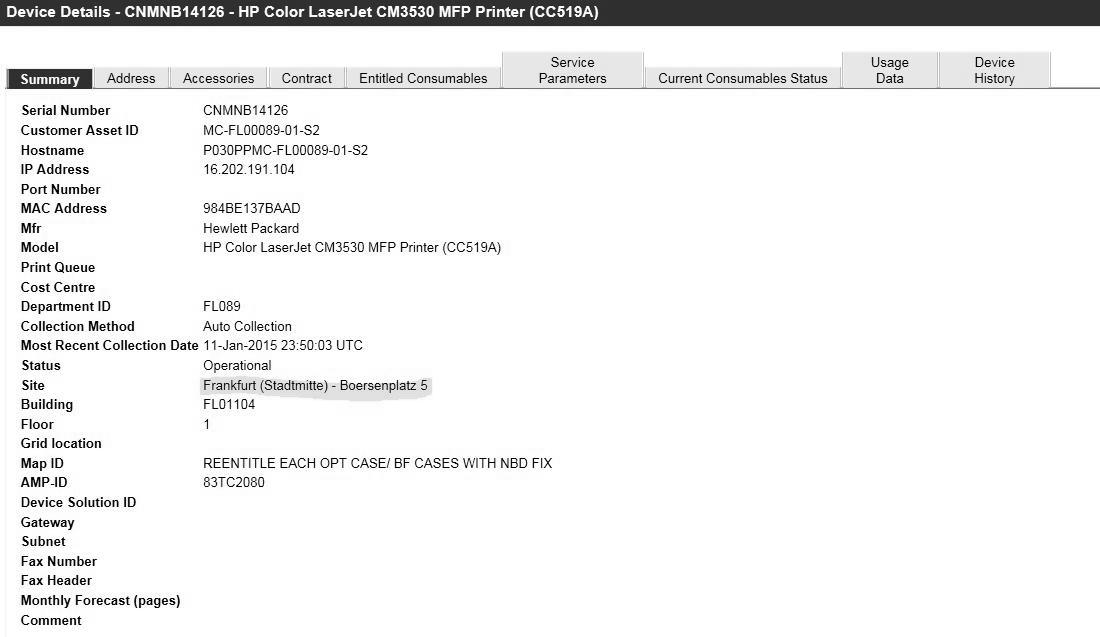 Device Details - CNMNB14126 - HP Color LaserJet CM3530 MFP Printer (CC519A)
Summary Address Accessories Contract Entitled Consumables Service Parameters Current Consumables Status Usage Data Device History
Serial Number CNMNB14126
Customer Asset ID MC-FL00089-01-S2
Hostname P030PPMC-FL00089-01-S2
IP Address 16.202.191.104
Port Number
MAC Address 984BE137BAAD
Mfr Hewlett Packard
Model HP Color LaserJet CM3530 MFP Printer (CC519A)
Print Queue
Cost Centre
Department ID FL089
Collection Method Auto Collection
Most Recent Collection Date 11-Jan-2015 23:50:03 UTC
Status Operational
Site Frankfurt (Stadtmitte) - Boersenplatz 5
Building FL01104
Floor 1
Grid location
Map ID REENTITLE EACH OPT CASE/ BF CASES WITH NBD FIX
AMP-ID 83TC2080
Device Solution ID
Gateway
Subnet
Fax Number
Fax Header
Monthly Forecast (pages)
Comment